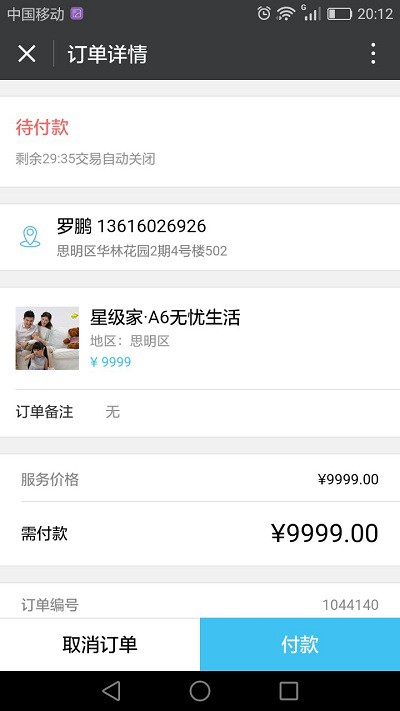 中国移动
G
20:12
订单详情
待付款
剩余29:35交易自动关闭
罗鹏 13616026926
思明区华林花园2期4号楼502
星级家·A6无忧生活
地区：思明区
¥ 9999
订单备注 无
服务价格 ¥9999.00
需付款 ¥9999.00
订单编号 1044140
取消订单 付款